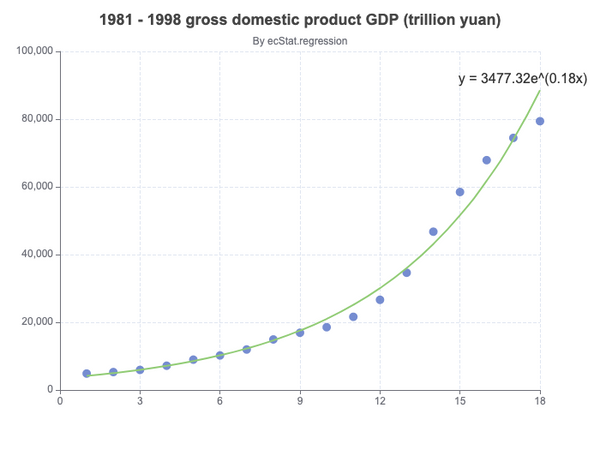 1981 - 1998 gross domestic product GDP (trillion yuan)
By ecStat.regression
100,000
y = 3477.32e^(0.18x)
80,000
60,000
40,000
20,000
0
0 3 6 9 12 15 18